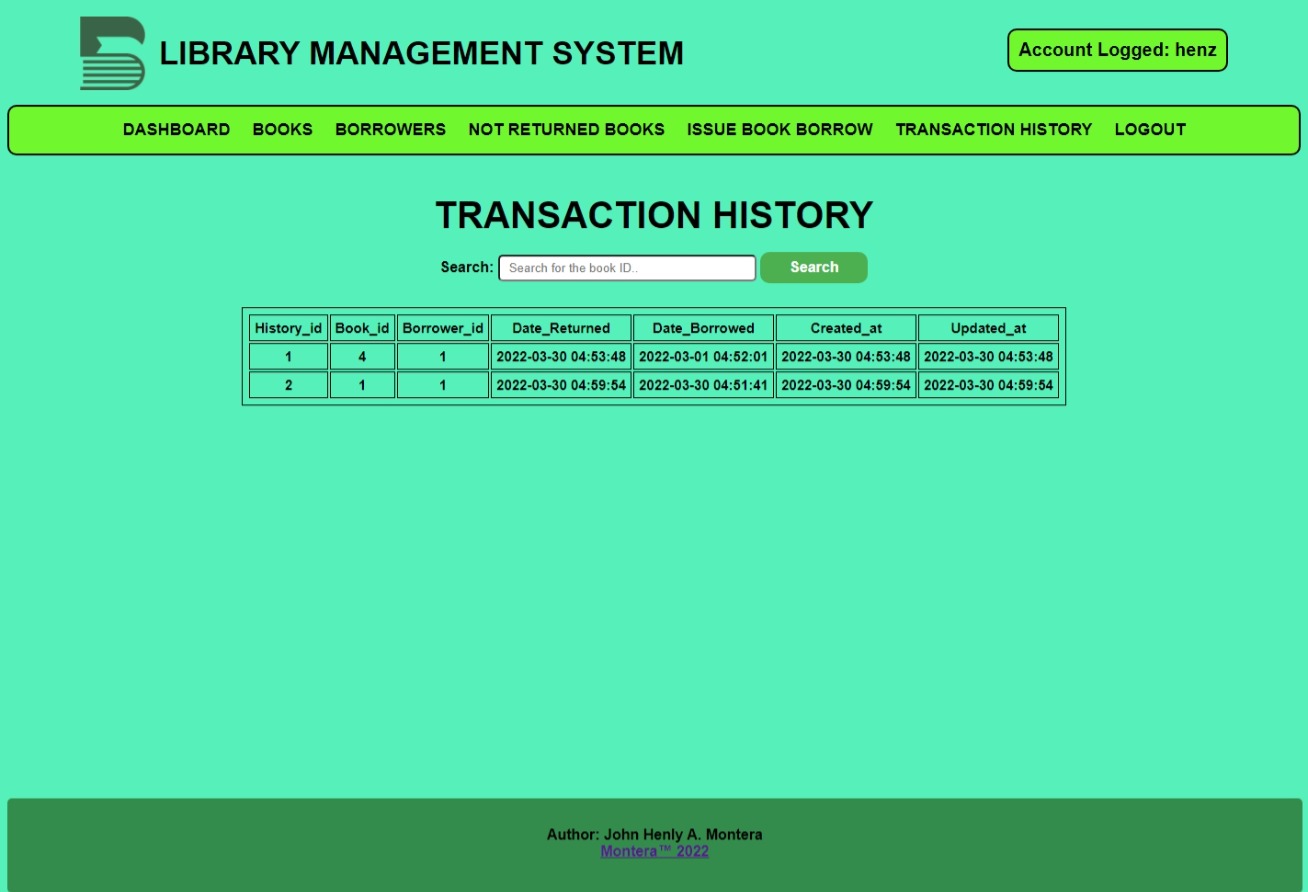 LIBRARY MANAGEMENT SYSTEM
Account Logged: henz
DASHBOARD BOOKS BORROWERS NOT RETURNED BOOKS ISSUE BOOK BORROW TRANSACTION HISTORY LOGOUT
TRANSACTION HISTORY
Search: Search for the book ID.. Search
History_id Book_id Borrower_id Date_Returned Date_Borrowed Created_at Updated_at
1 4 1 2022-03-30 04:53:48 2022-03-01 04:52:01 2022-03-30 04:53:48 2022-03-30 04:53:48
2 1 1 2022-03-30 04:59:54 2022-03-30 04:51:41 2022-03-30 04:59:54 2022-03-30 04:59:54
Author: John Henly A. Montera
Montera™ 2022